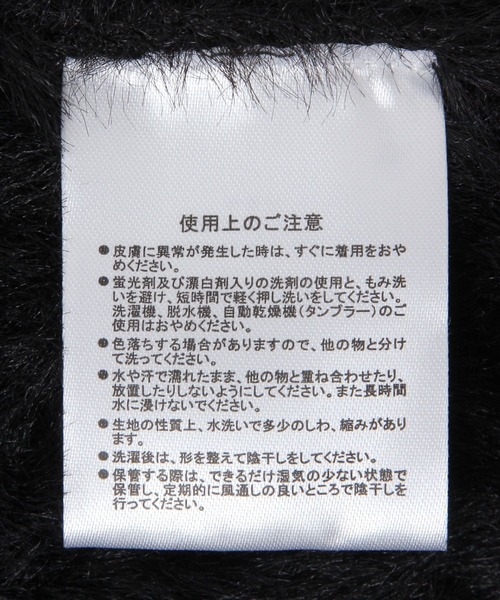 使用上のご注意
●皮膚に異常が発生した時は、すぐに着用をおや
めください。
●蛍光剤及び漂白剤入りの洗剤の使用と、もみ洗
いを避け、短時間で軽く押し洗いをしてください。
洗濯機、脱水機、自動乾燥機(タンブラー)のご
使用はおやめください。
●色落ちする場合がありますので、他の物と分け
て洗ってください。
●水や汗で濡れたまま、他の物と重ね合わせたり、
放置したりしないようにしてください。また長時間
水に浸けないでください。
●生地の性質上、水洗いで多少のしわ、縮みがあり
ます。
●洗濯後は、形を整えて陰干しをしてください。
●保管する際は、できるだけ湿気の少ない状態で
保管し、定期的に風通しの良いところで陰干しを
行ってください。